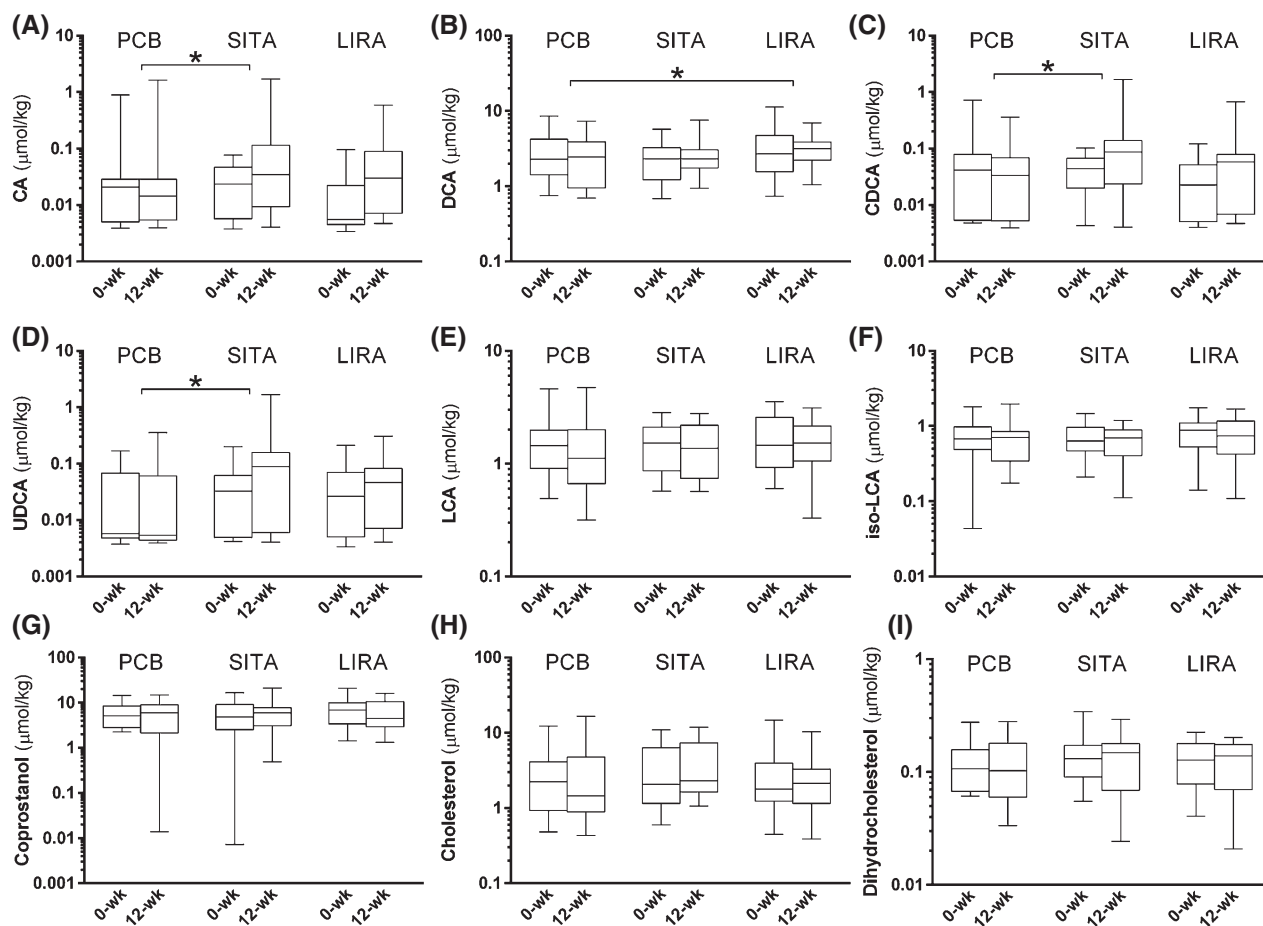 (A)
PCB SITA LIRA
*
CA (μmol/kg)
10
1
0.1
0.01
0.001
0-wk 12-wk 0-wk 12-wk 0-wk 12-wk
(B)
PCB SITA LIRA
*
DCA (μmol/kg)
100
10
1
0.1
0-wk 12-wk 0-wk 12-wk 0-wk 12-wk
(C)
PCB SITA LIRA
*
CDCA (μmol/kg)
10
1
0.1
0.01
0.001
0-wk 12-wk 0-wk 12-wk 0-wk 12-wk
(D)
PCB SITA LIRA
*
UDCA (μmol/kg)
10
1
0.1
0.01
0.001
0-wk 12-wk 0-wk 12-wk 0-wk 12-wk
(E)
PCB SITA LIRA
LCA (μmol/kg)
10
1
0.1
0-wk 12-wk 0-wk 12-wk 0-wk 12-wk
(F)
PCB SITA LIRA
iso-LCA (μmol/kg)
10
1
0.1
0.01
0-wk 12-wk 0-wk 12-wk 0-wk 12-wk
(G)
PCB SITA LIRA
Coprostanol (μmol/kg)
100
10
1
0.1
0.01
0.001
0-wk 12-wk 0-wk 12-wk 0-wk 12-wk
(H)
PCB SITA LIRA
Cholesterol (μmol/kg)
100
10
1
0.1
0-wk 12-wk 0-wk 12-wk 0-wk 12-wk
(I)
PCB SITA LIRA
Dihydrocholesterol (μmol/kg)
1
0.1
0.01
0-wk 12-wk 0-wk 12-wk 0-wk 12-wk